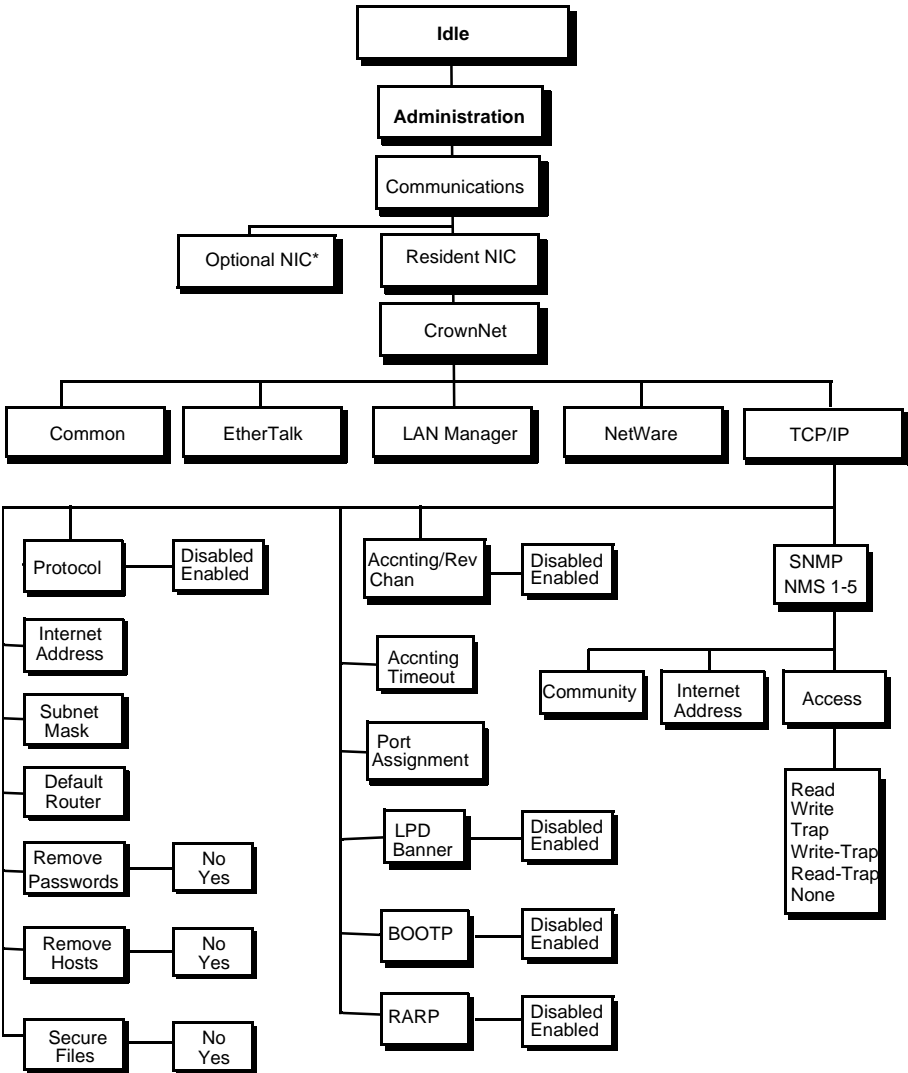 Idle
Administration
Communications
Optional NIC*
Resident NIC
CrownNet
Common
EtherTalk
LAN Manager
NetWare
TCP/IP
Protocol
Disabled
Enabled
Internet
Address
Subnet
Mask
Default
Router
Remove
Passwords
No
Yes
Remove
Hosts
No
Yes
Secure
Files
No
Yes
Accnting/Rev
Chan
Disabled
Enabled
Accnting
Timeout
Port
Assignment
LPD
Banner
Disabled
Enabled
BOOTP
Disabled
Enabled
RARP
Disabled
Enabled
SNMP
NMS 1-5
Community
Internet
Address
Access
Read
Write
Trap
Write-Trap
Read-Trap
None